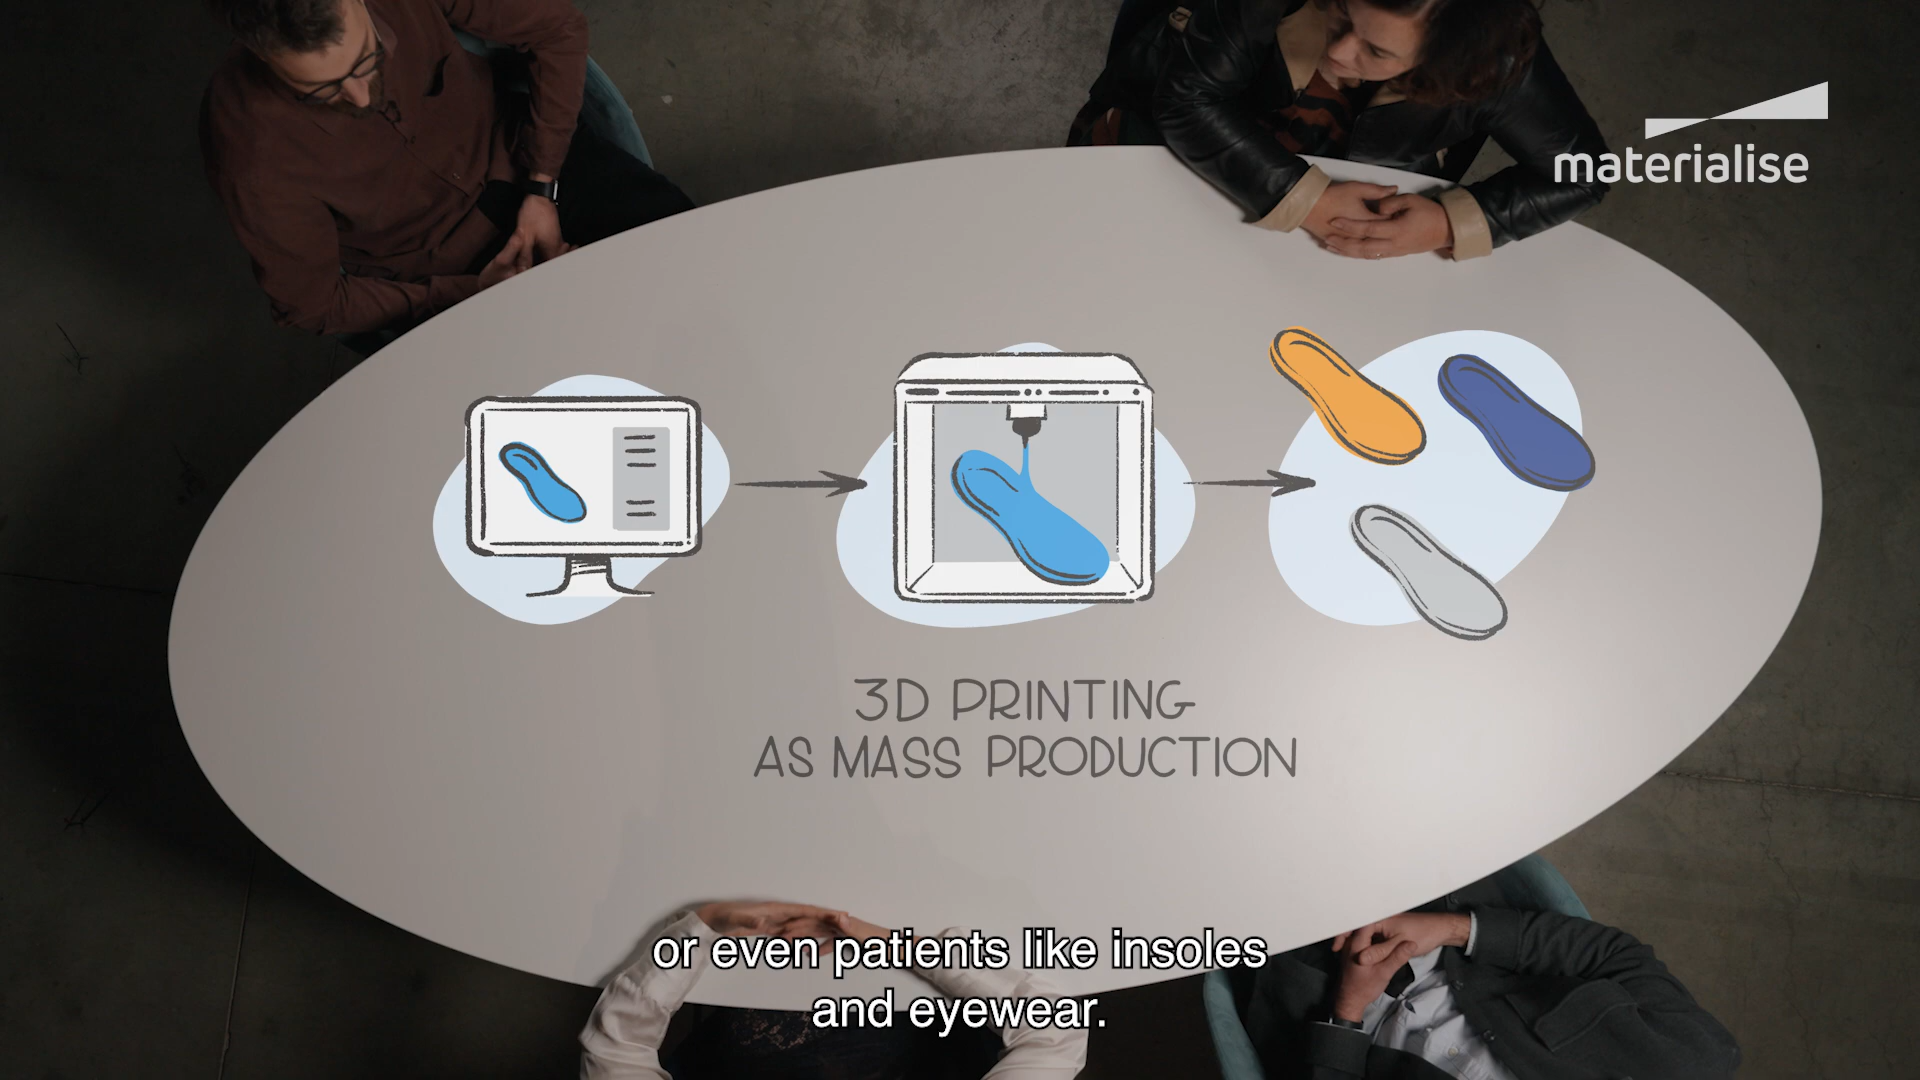 materialise
3D PRINTING
AS MASS PRODUCTION
or even patients like insoles
and eyewear.